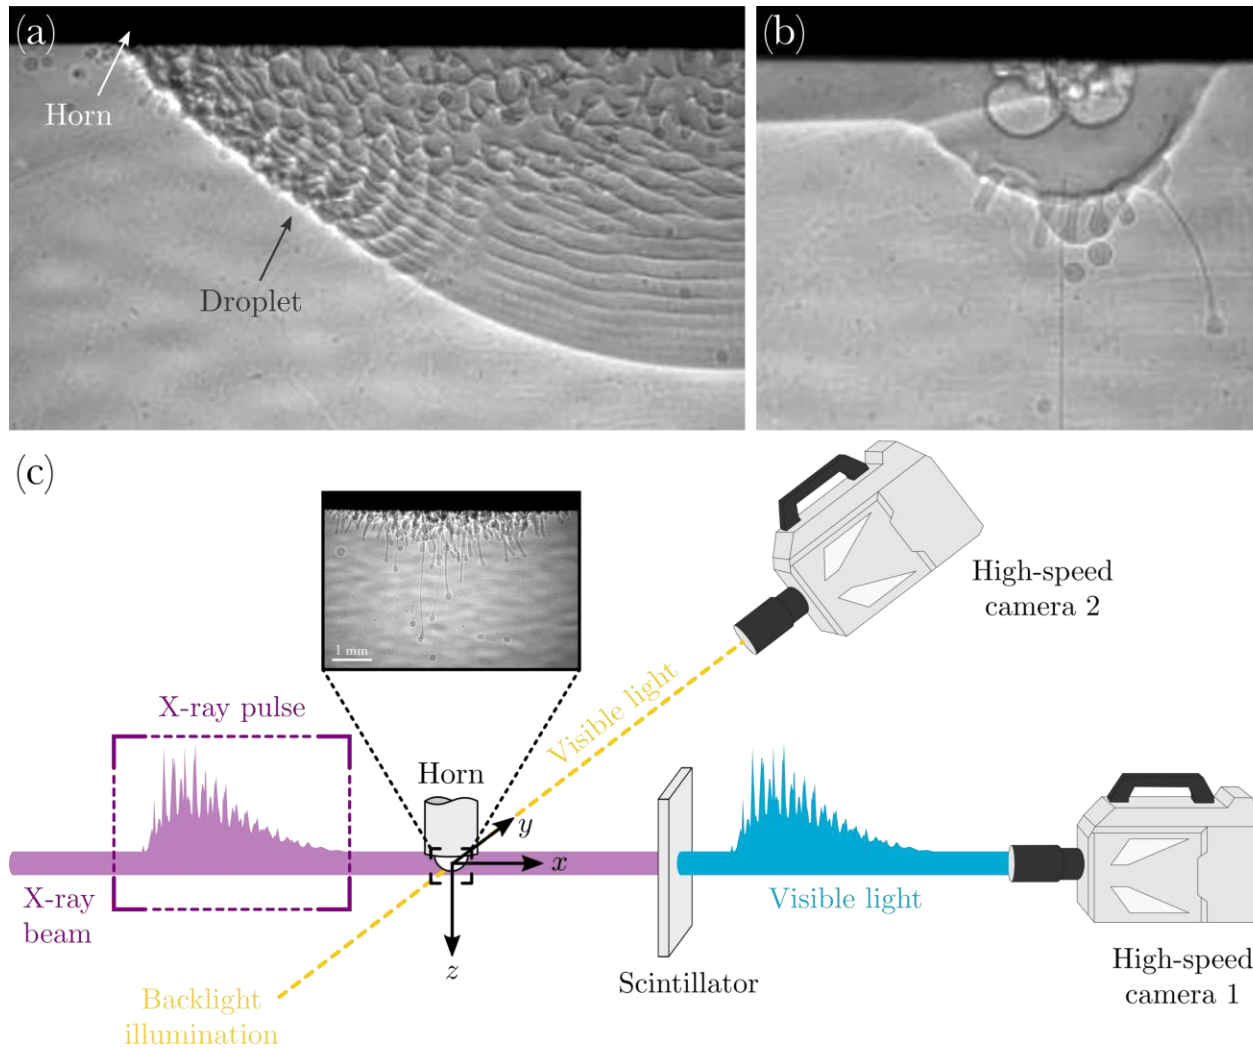 (a)
Horn
Droplet
(b)
(c)
1 mm
High-speed
camera 2
Visible light
X-ray pulse
Horn
y
x
z
X-ray
beam
Visible light
Scintillator
High-speed
camera 1
Backlight
illumination